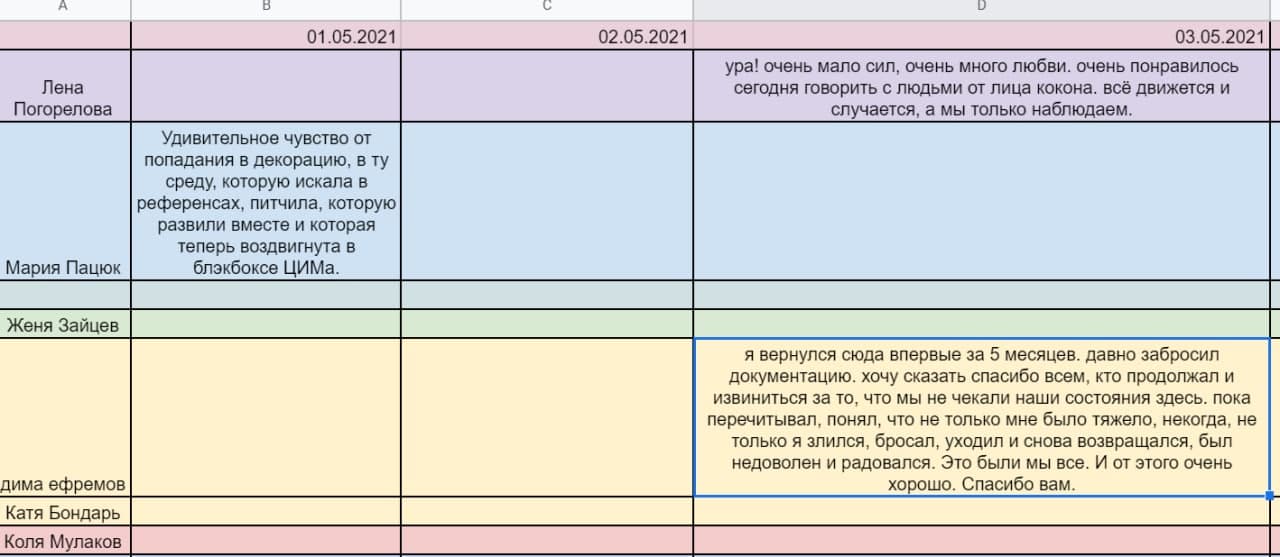 A B C D
01.05.2021 02.05.2021 03.05.2021
Лена
Погорелова
ура! очень мало сил, очень много любви. очень понравилось
сегодня говорить с людьми от лица кокона. всё движется и
случается, а мы только наблюдаем.
Мария Пацюк
Удивительное чувство от
попадания в декорацию, в ту
среду, которую искала в
референсах, питчила, которую
развили вместе и которая
теперь воздвигнута в
блэкбоксе ЦИМа.
Женя Зайцев
дима ефремов
я вернулся сюда впервые за 5 месяцев. давно забросил
документацию. хочу сказать спасибо всем, кто продолжал и
извиниться за то, что мы не чекали наши состояния здесь. пока
перечитывал, понял, что не только мне было тяжело, некогда, не
только я злился, бросал, уходил и снова возвращался, был
недоволен и радовался. Это были мы все. И от этого очень
хорошо. Спасибо вам.
Катя Бондарь
Коля Мулаков